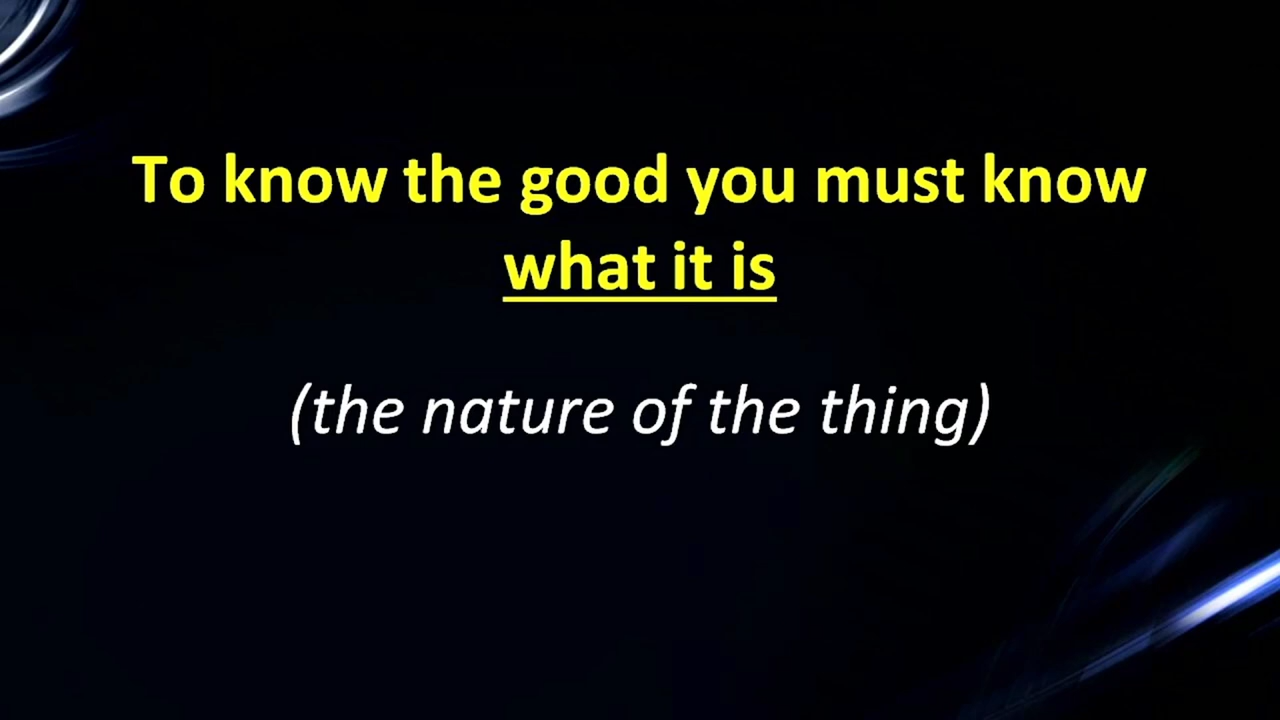 To know the good you must know
what it is
(the nature of the thing)